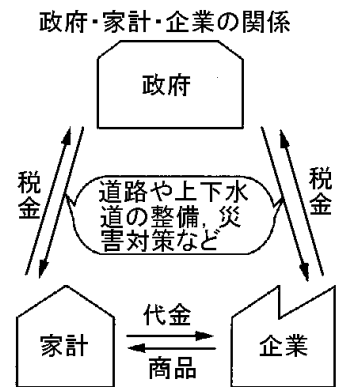 政府・家計・企業の関係
政府
税金
道路や上下水
道の整備,災
害対策など
税金
家計
代金
商品
企業